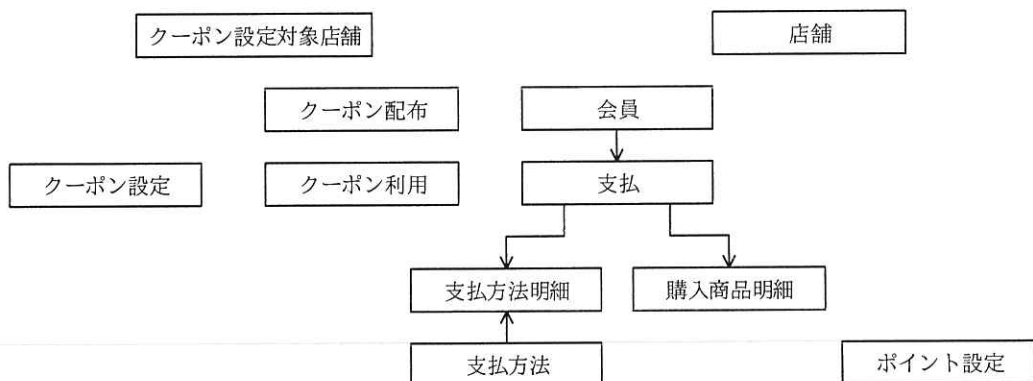 クーポン設定対象店舗
店舗
クーポン配布
会員
クーポン設定
クーポン利用
支払
支払方法明細
購入商品明細
支払方法
ポイント設定